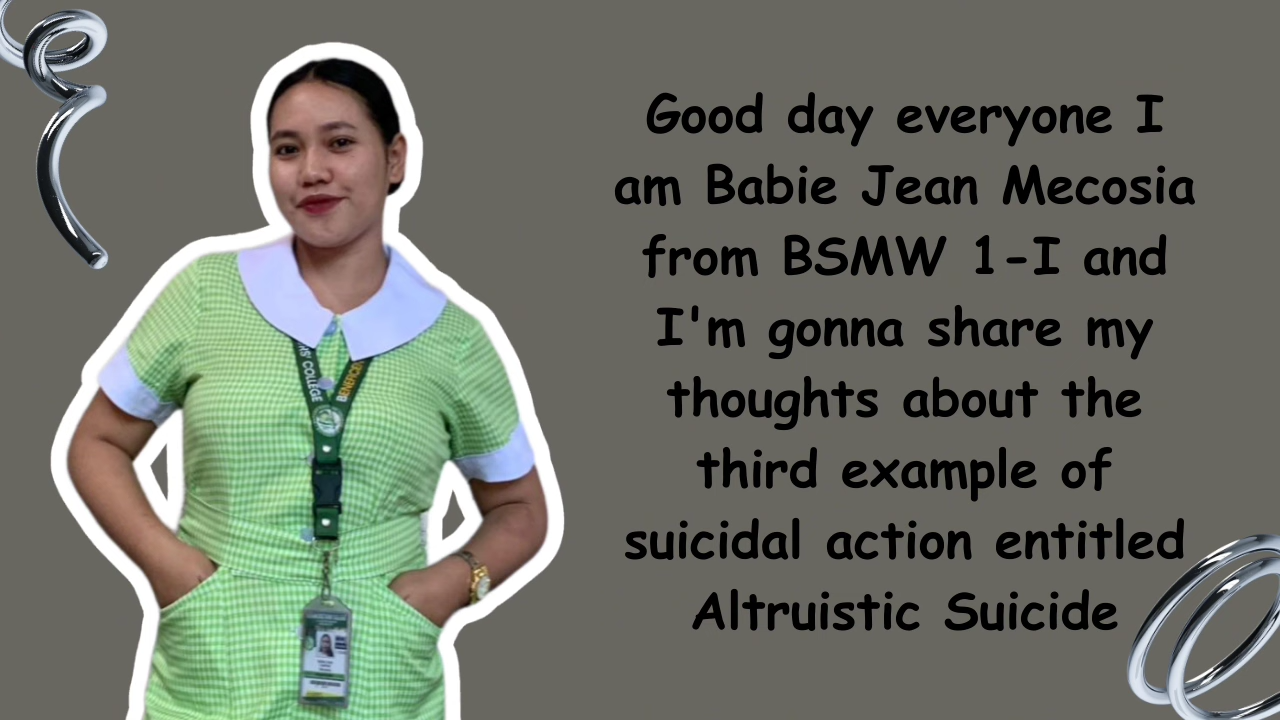 Good day everyone I
am Babie Jean Mecosia
from BSMW 1-I and
I'm gonna share my
thoughts about the
third example of
suicidal action entitled
Altruistic Suicide
COLLEGE